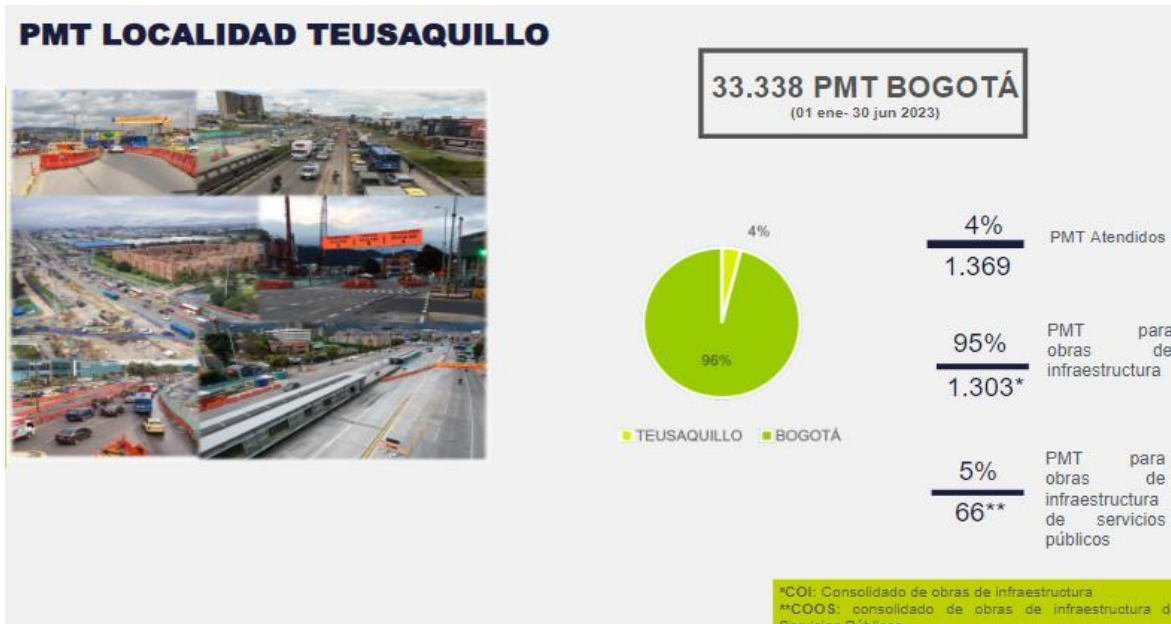 PMT LOCALIDAD TEUSAQUILLO
33.338 PMT BOGOTÁ
(01 ene- 30 jun 2023)
4%
96%
TEUSAQUILLO
BOGOTÁ
4%
1.369
PMT Atendidos
95%
1.303*
PMT para
obras de
infraestructura
5%
66**
PMT para
obras de
infraestructura
de servicios
públicos
*COI: Consolidado de obras de infraestructura
**COOS: consolidado de obras de infraestructura d